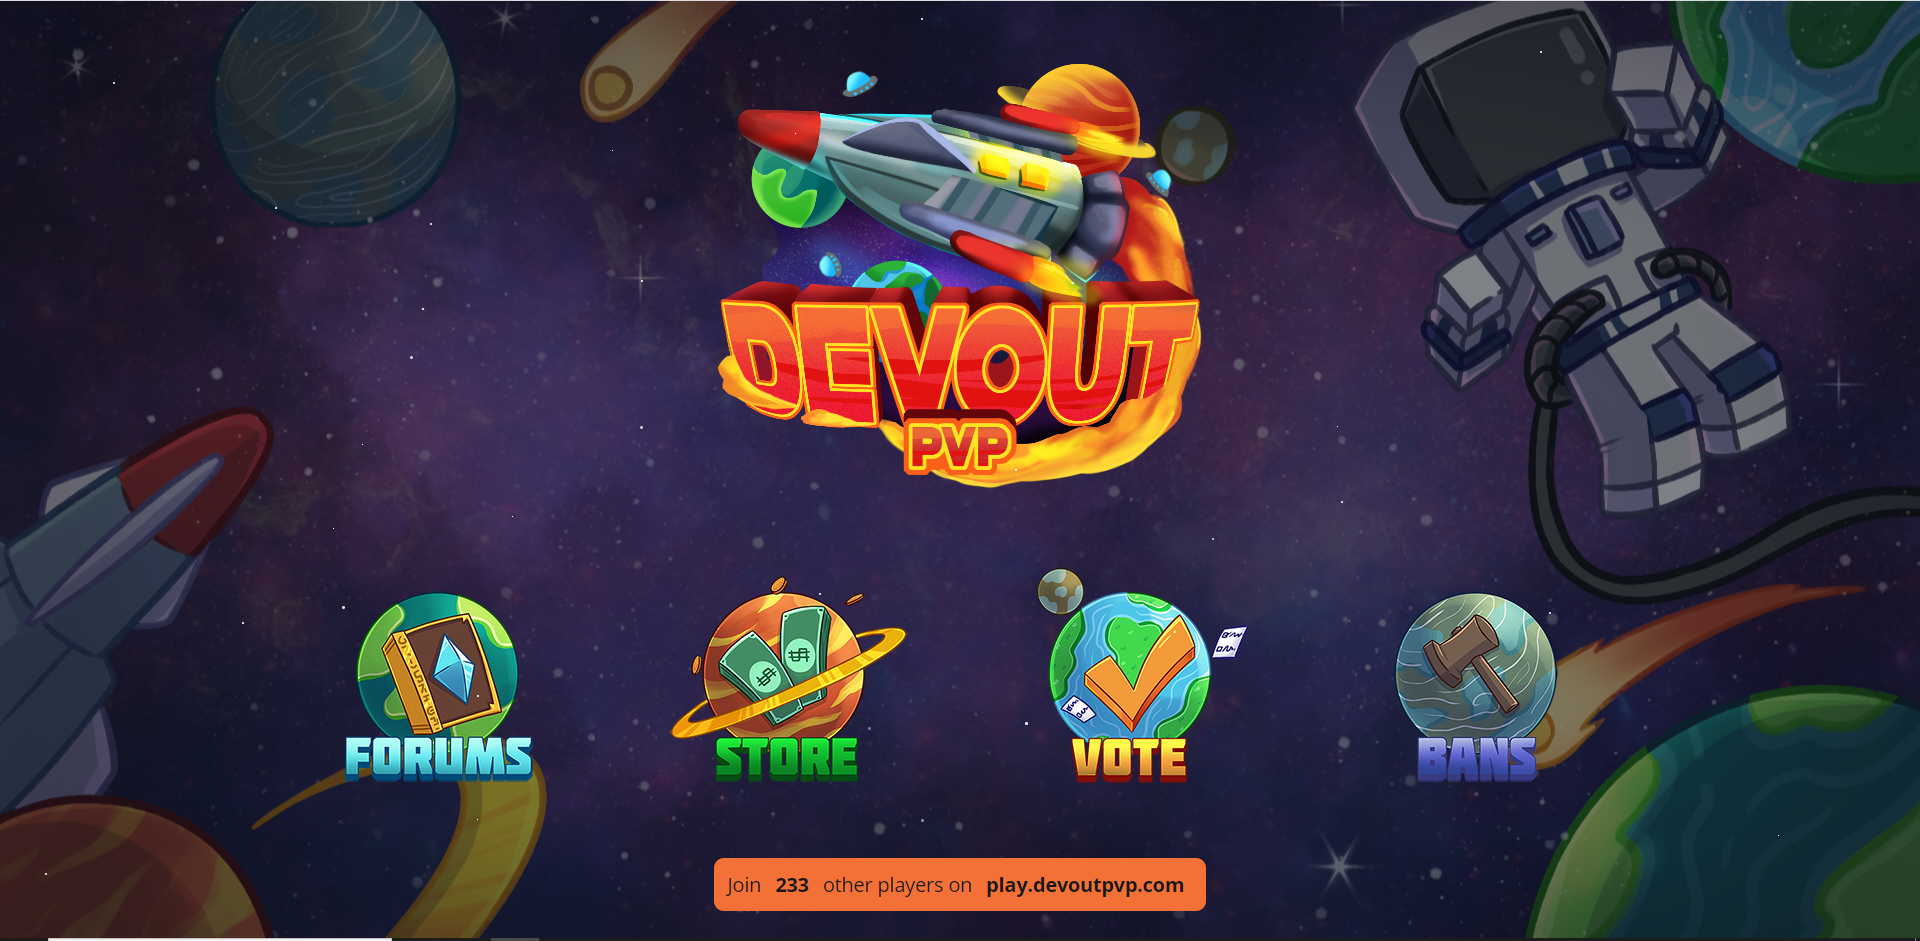 DEVOUT
PVP
FORUMS
STORE
VOTE
BANS
Join 233 other players on play.devoutpvp.com